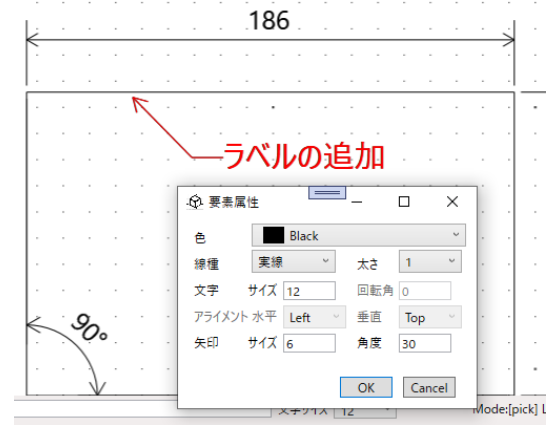 186
ラベルの追加
要素属性
色 Black
線種 実線 太さ 1
文字 サイズ 12 回転角 0
アライメント 水平 Left 垂直 Top
矢印 サイズ 6 角度 30
OK Cancel
90°
文字サイズ 12 Mode:[pick] L